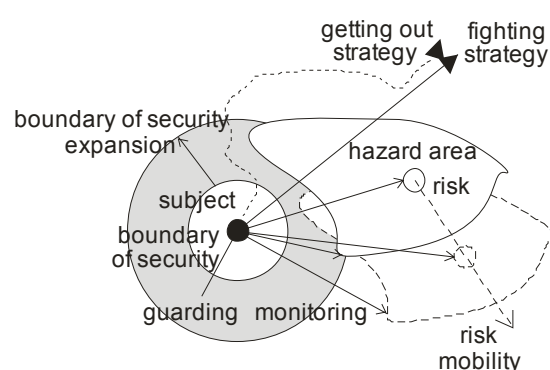 getting out
strategy
fighting
strategy
boundary of security
expansion
hazard area
risk
subject
boundary
of security
guarding
monitoring
risk
mobility